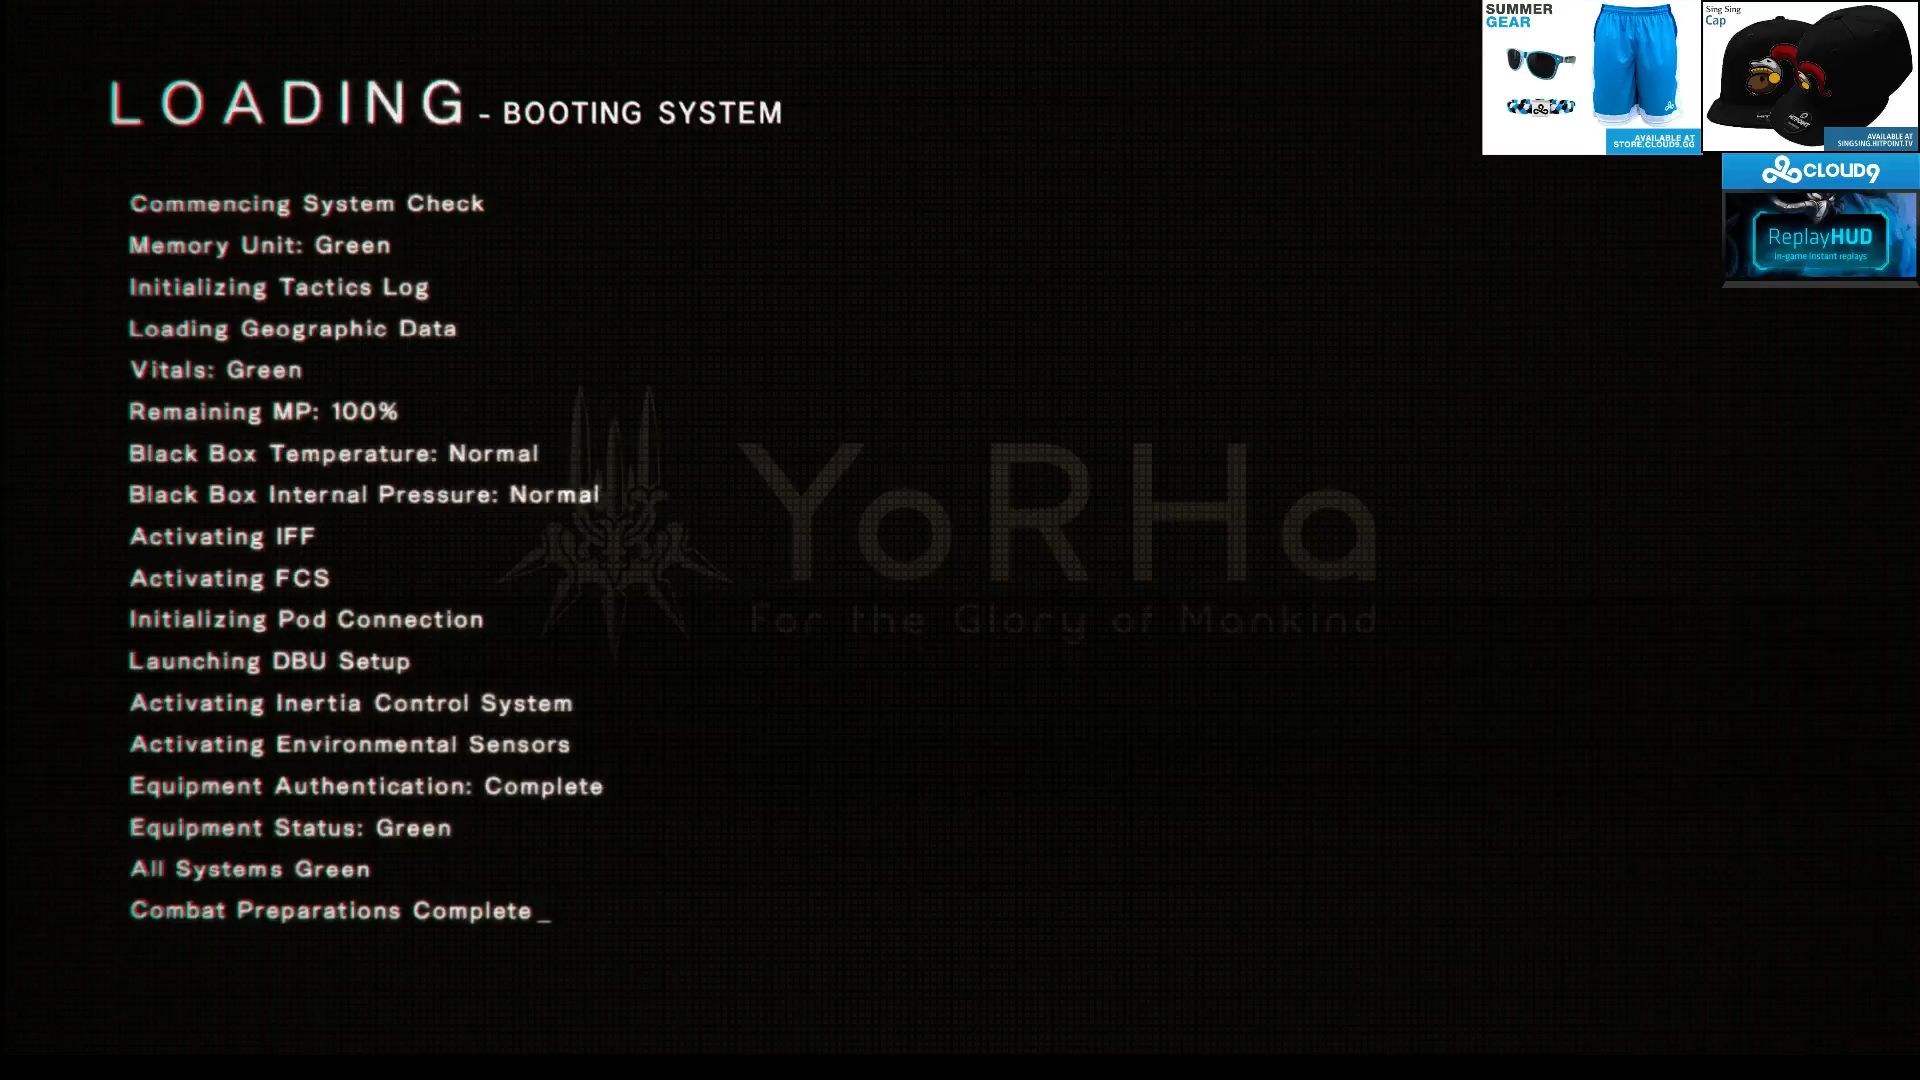 LOADING - BOOTING SYSTEM
Commencing System Check
Memory Unit: Green
Initializing Tactics Log
Loading Geographic Data
Vitals: Green
Remaining MP: 100%
Black Box Temperature: Normal
Black Box Internal Pressure: Normal
Activating IFF
Activating FCS
Initializing Pod Connection
Launching DBU Setup
Activating Inertia Control System
Activating Environmental Sensors
Equipment Authentication: Complete
Equipment Status: Green
All Systems Green
Combat Preparations Complete_
YoRHa
For the Glory of Mankind
SUMMER
GEAR
AVAILABLE AT
STORE.CLOUD9.GG
Sing Sing
Cap
HITPOINT
AVAILABLE AT
SINGSING.HITPOINT.TV
CLOUD9
ReplayHUD
in-game instant replays